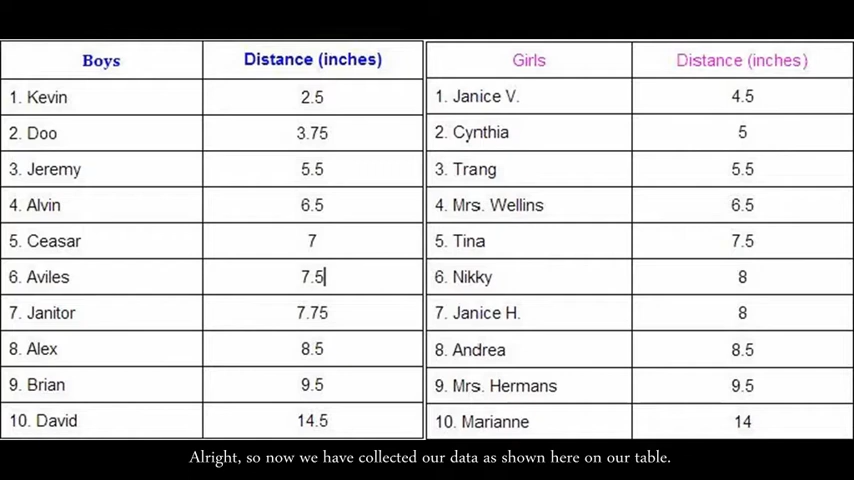 Boys Distance (inches) Girls Distance (inches)
1. Kevin 2.5 1. Janice V. 4.5
2. Doo 3.75 2. Cynthia 5
3. Jeremy 5.5 3. Trang 5.5
4. Alvin 6.5 4. Mrs. Wellins 6.5
5. Ceasar 7 5. Tina 7.5
6. Aviles 7.5 6. Nikky 8
7. Janitor 7.75 7. Janice H. 8
8. Alex 8.5 8. Andrea 8.5
9. Brian 9.5 9. Mrs. Hermans 9.5
10. David 14.5 10. Marianne 14
Alright, so now we have collected our data as shown here on our table.